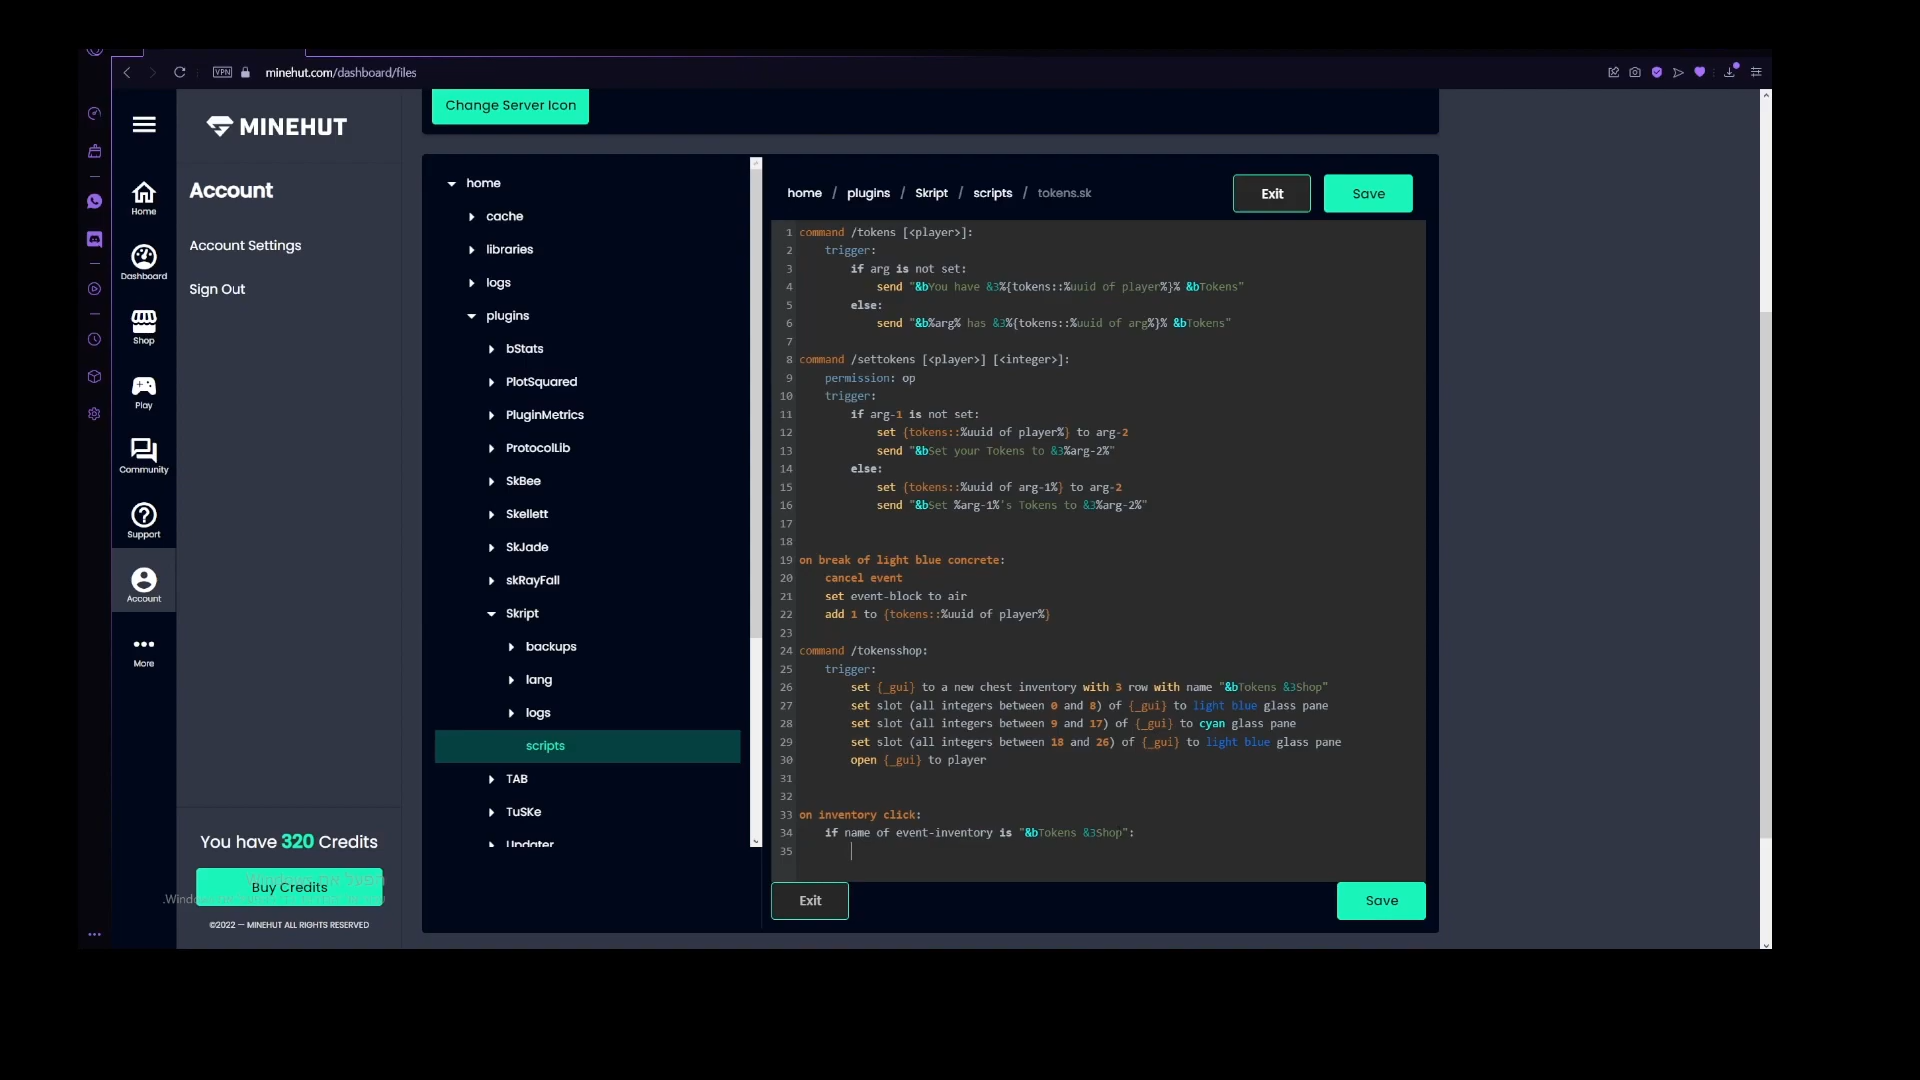 VPN minehut.com/dashboard/files
Change Server Icon
MINEHUT
Account
Account Settings
Sign Out
Home
Dashboard
Shop
Play
Community
Support
Account
More
You have 320 Credits
Buy Credits
©2022 — MINEHUT ALL RIGHTS RESERVED
home
cache
libraries
logs
plugins
bStats
PlotSquared
PluginMetrics
ProtocolLib
SkBee
Skellett
SkJade
skRayFall
Skript
backups
lang
logs
scripts
TAB
TuSKe
Updater
home / plugins / Skript / scripts / tokens.sk
Exit
Save
1 command /tokens [<player>]:
2 trigger:
3 if arg is not set:
4 send "&bYou have &3%{tokens::%uuid of player%}% &bTokens"
5 else:
6 send "&b%arg% has &3%{tokens::%uuid of arg%}% &bTokens"
7
8 command /settokens [<player>] [<integer>]:
9 permission: op
10 trigger:
11 if arg-1 is not set:
12 set {tokens::%uuid of player%} to arg-2
13 send "&bSet your Tokens to &3%arg-2%"
14 else:
15 set {tokens::%uuid of arg-1%} to arg-2
16 send "&bSet %arg-1%'s Tokens to &3%arg-2%"
17
18
19 on break of light blue concrete:
20 cancel event
21 set event-block to air
22 add 1 to {tokens::%uuid of player%}
23
24 command /tokensshop:
25 trigger:
26 set {_gui} to a new chest inventory with 3 row with name "&bTokens &3Shop"
27 set slot (all integers between 0 and 8) of {_gui} to light blue glass pane
28 set slot (all integers between 9 and 17) of {_gui} to cyan glass pane
29 set slot (all integers between 18 and 26) of {_gui} to light blue glass pane
30 open {_gui} to player
31
32
33 on inventory click:
34 if name of event-inventory is "&bTokens &3Shop":
35
Exit
Save